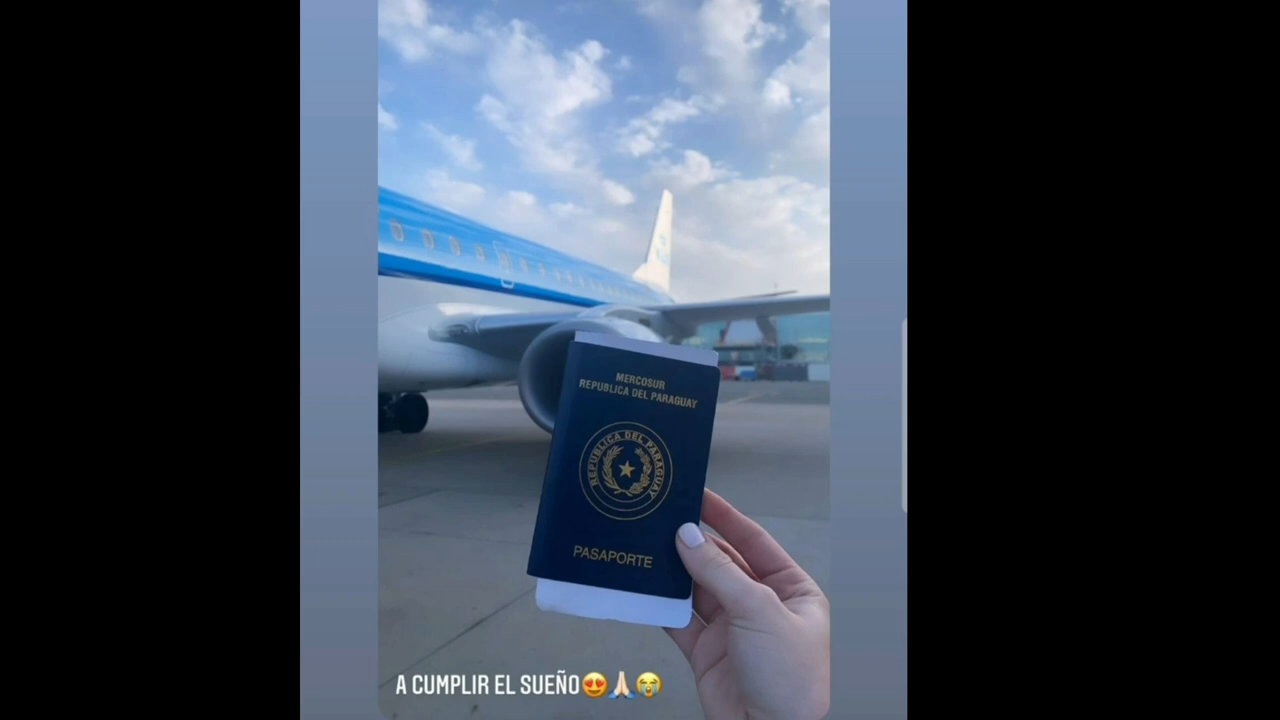 MERCOSUR
REPUBLICA DEL PARAGUAY
REPUBLICA DEL PARAGUAY
PASAPORTE
A CUMPLIR EL SUEÑO😍🙏🏻😭